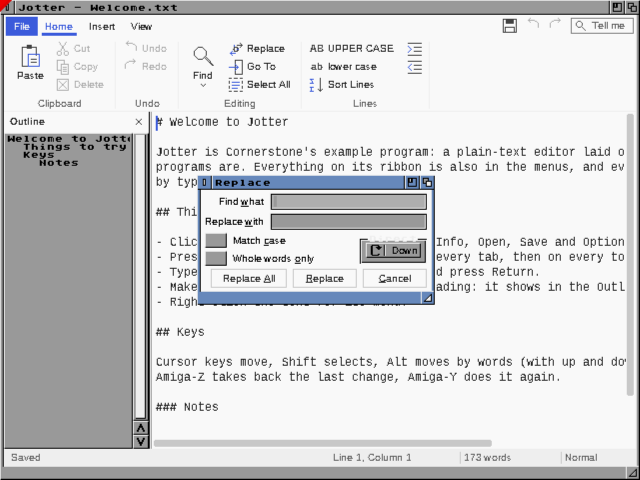 Jotter - Welcome.txt
File Home Insert View Tell me
Paste Cut Copy Delete
Undo Redo
Find Replace Go To Select All
AB UPPER CASE
ab lower case
Sort Lines
Clipboard Undo Editing Lines
Outline
Welcome to Jott
Things to try
Keys
Notes
# Welcome to Jotter
Jotter is Cornerstone's example program: a plain-text editor laid o
programs are. Everything on its ribbon is also in the menus, and ev
by typ
Replace
Find what
Replace with
Match case
Whole words only
Down
Replace All Replace Cancel
## Thi
- Clic Info, Open, Save and Option
- Pres every tab, then on every to
- Type d press Return.
- Make ading: it shows in the Outl
- Righ
## Keys
Cursor keys move, Shift selects, Alt moves by words (with up and do
Amiga-Z takes back the last change, Amiga-Y does it again.
### Notes
Saved Line 1, Column 1 173 words Normal